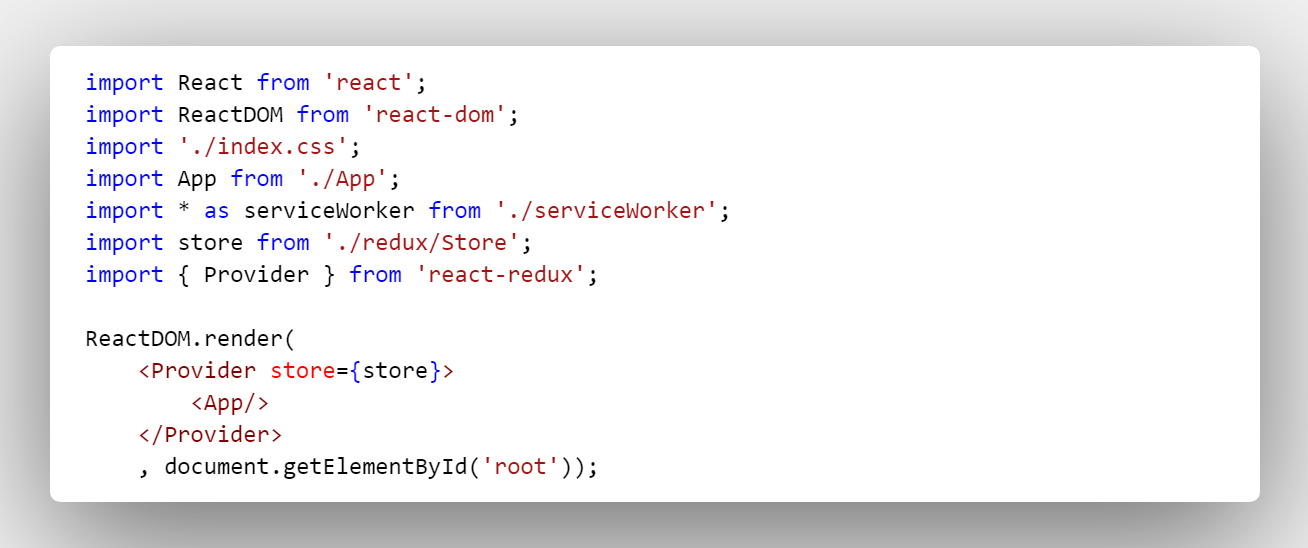 import React from 'react';
import ReactDOM from 'react-dom';
import './index.css';
import App from './App';
import * as serviceWorker from './serviceWorker';
import store from './redux/Store';
import { Provider } from 'react-redux';

ReactDOM.render(
    <Provider store={store}>
        <App/>
    </Provider>
    , document.getElementById('root'));